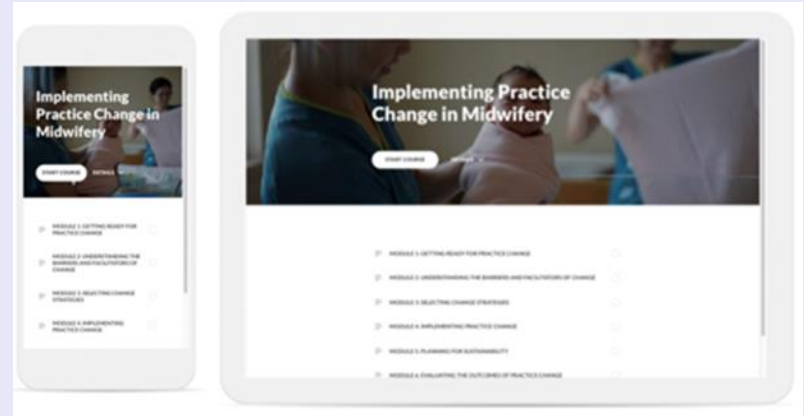 Implementing
Practice Change in
Midwifery
START COURSE DETAILS
MODULE 1: GETTING READY FOR
PRACTICE CHANGE
MODULE 2: UNDERSTANDING THE
BARRIERS AND FACILITATORS OF
CHANGE
MODULE 3: SELECTING CHANGE
STRATEGIES
MODULE 4: IMPLEMENTING
PRACTICE CHANGE
Implementing Practice
Change in Midwifery
START COURSE DETAILS
MODULE 1: GETTING READY FOR PRACTICE CHANGE
MODULE 2: UNDERSTANDING THE BARRIERS AND FACILITATORS OF CHANGE
MODULE 3: SELECTING CHANGE STRATEGIES
MODULE 4: IMPLEMENTING PRACTICE CHANGE
MODULE 5: PLANNING FOR SUSTAINABILITY
MODULE 6: EVALUATING THE OUTCOMES OF PRACTICE CHANGE